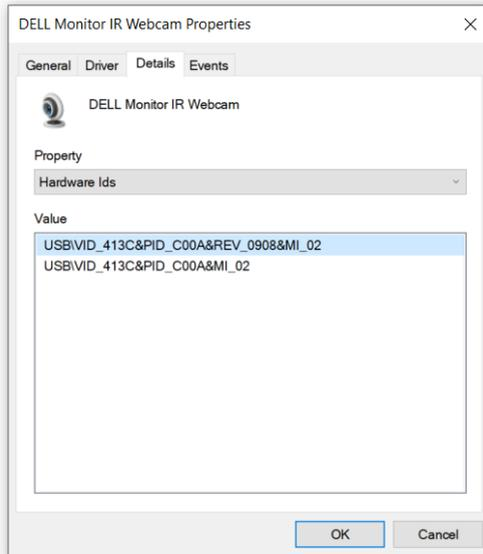 DELL Monitor IR Webcam Properties
General Driver Details Events
DELL Monitor IR Webcam
Property
Hardware Ids
Value
USB\VID_413C&PID_C00A&REV_0908&MI_02
USB\VID_413C&PID_C00A&MI_02
OK Cancel